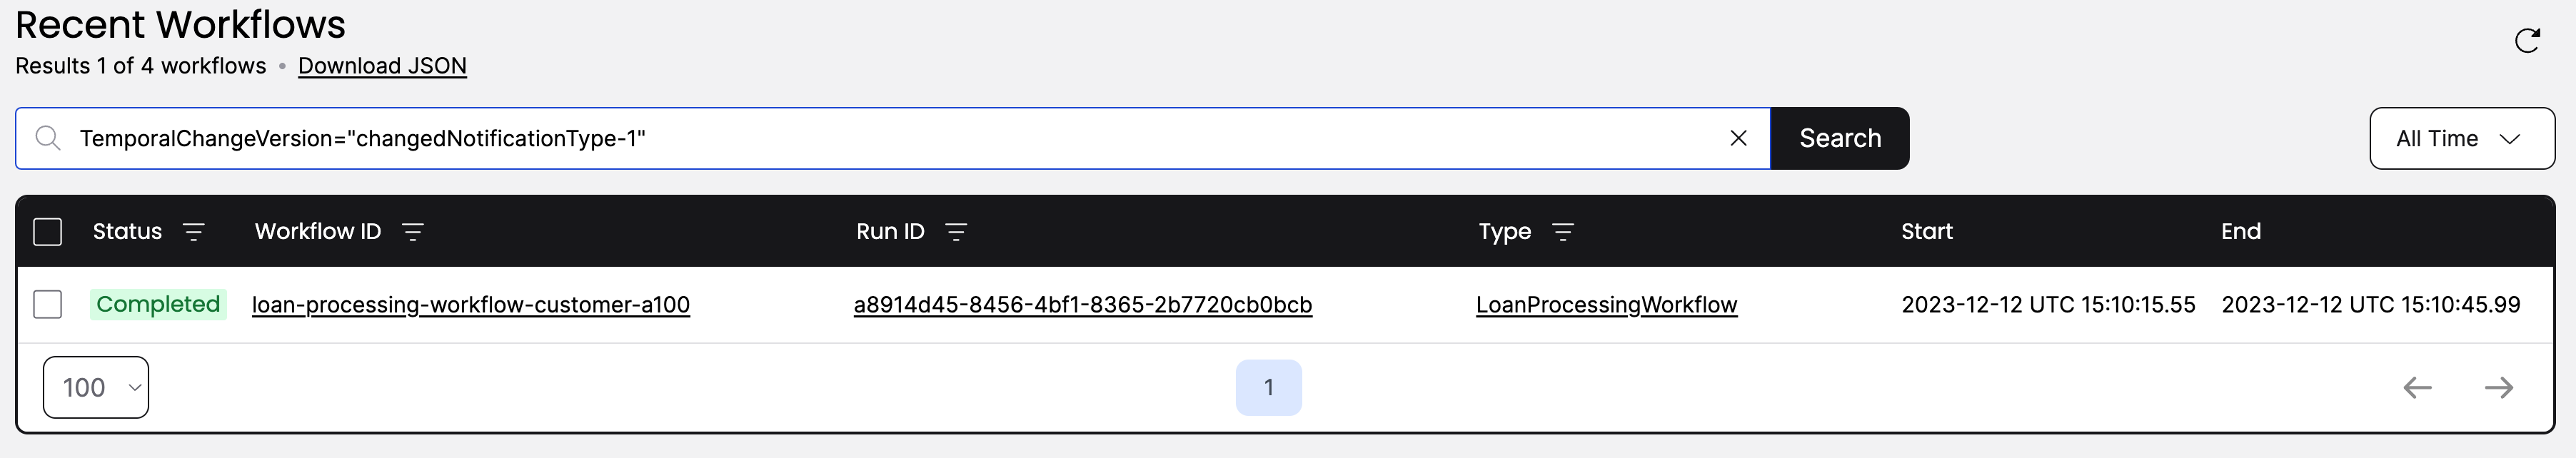 Recent Workflows
Results 1 of 4 workflows • Download JSON
TemporalChangeVersion="changedNotificationType-1"
Search
All Time
Status Workflow ID Run ID Type Start End
Completed loan-processing-workflow-customer-a100 a8914d45-8456-4bf1-8365-2b7720cb0bcb LoanProcessingWorkflow 2023-12-12 UTC 15:10:15.55 2023-12-12 UTC 15:10:45.99
100 1